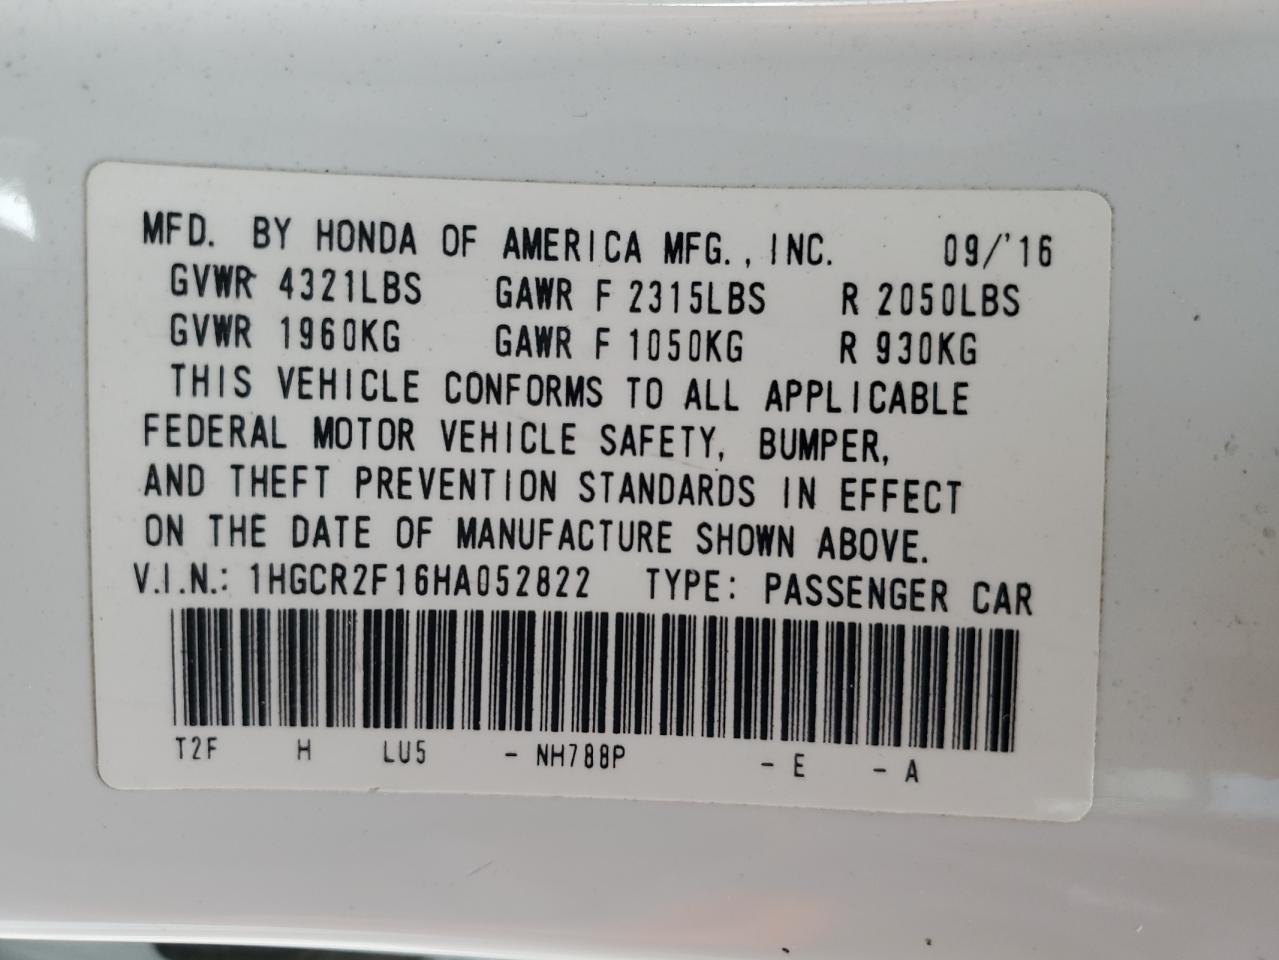 MFD. BY HONDA OF AMERICA MFG., INC. 09/'16
GVWR 4321LBS GAWR F 2315LBS R 2050LBS
GVWR 1960KG GAWR F 1050KG R 930KG
THIS VEHICLE CONFORMS TO ALL APPLICABLE
FEDERAL MOTOR VEHICLE SAFETY, BUMPER,
AND THEFT PREVENTION STANDARDS IN EFFECT
ON THE DATE OF MANUFACTURE SHOWN ABOVE.
V.I.N.: 1HGCR2F16HA052822 TYPE: PASSENGER CAR
T2F H LU5 - NH788P - E - A